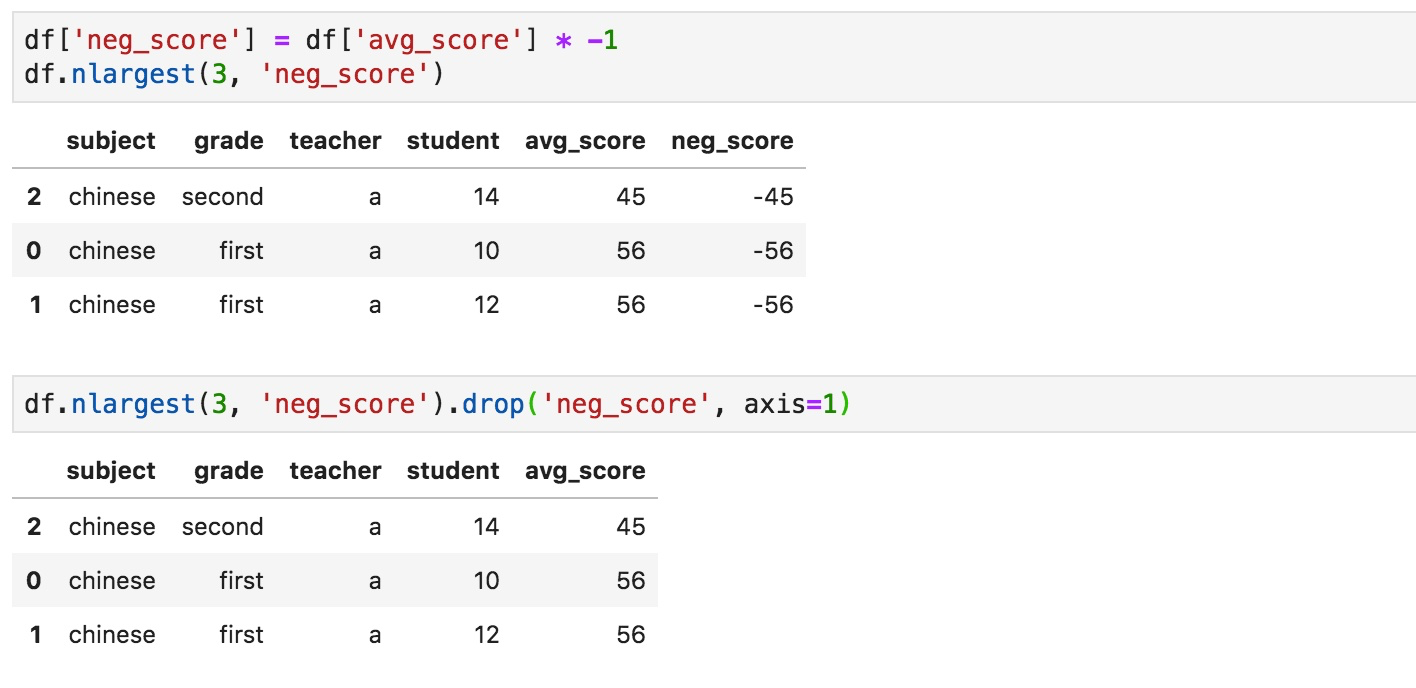 df['neg_score'] = df['avg_score'] * -1
df.nlargest(3, 'neg_score')
subject grade teacher student avg_score neg_score
2 chinese second a 14 45 -45
0 chinese first a 10 56 -56
1 chinese first a 12 56 -56
df.nlargest(3, 'neg_score').drop('neg_score', axis=1)
subject grade teacher student avg_score
2 chinese second a 14 45
0 chinese first a 10 56
1 chinese first a 12 56